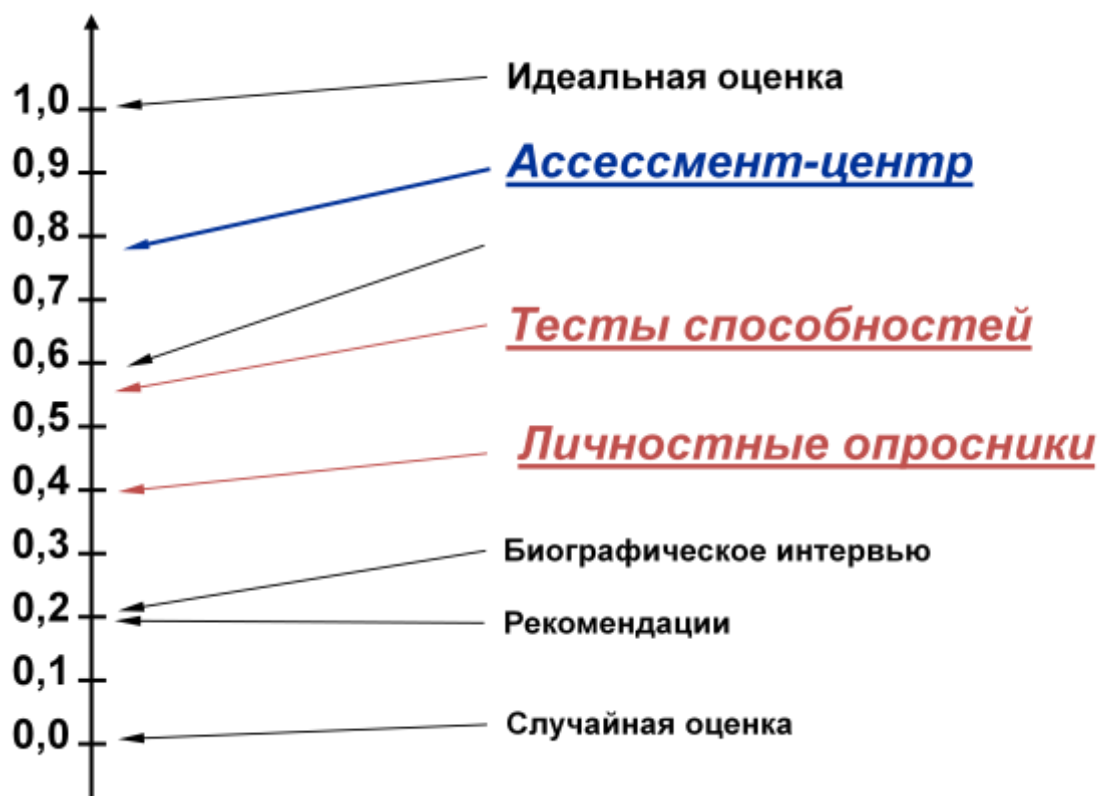 Идеальная оценка
1,0
0,9
Ассессмент-центр
0,8
0,7
Тесты способностей
0,6
0,5
Личностные опросники
0,4
0,3
Биографическое интервью
0,2
Рекомендации
0,1
0,0
Случайная оценка